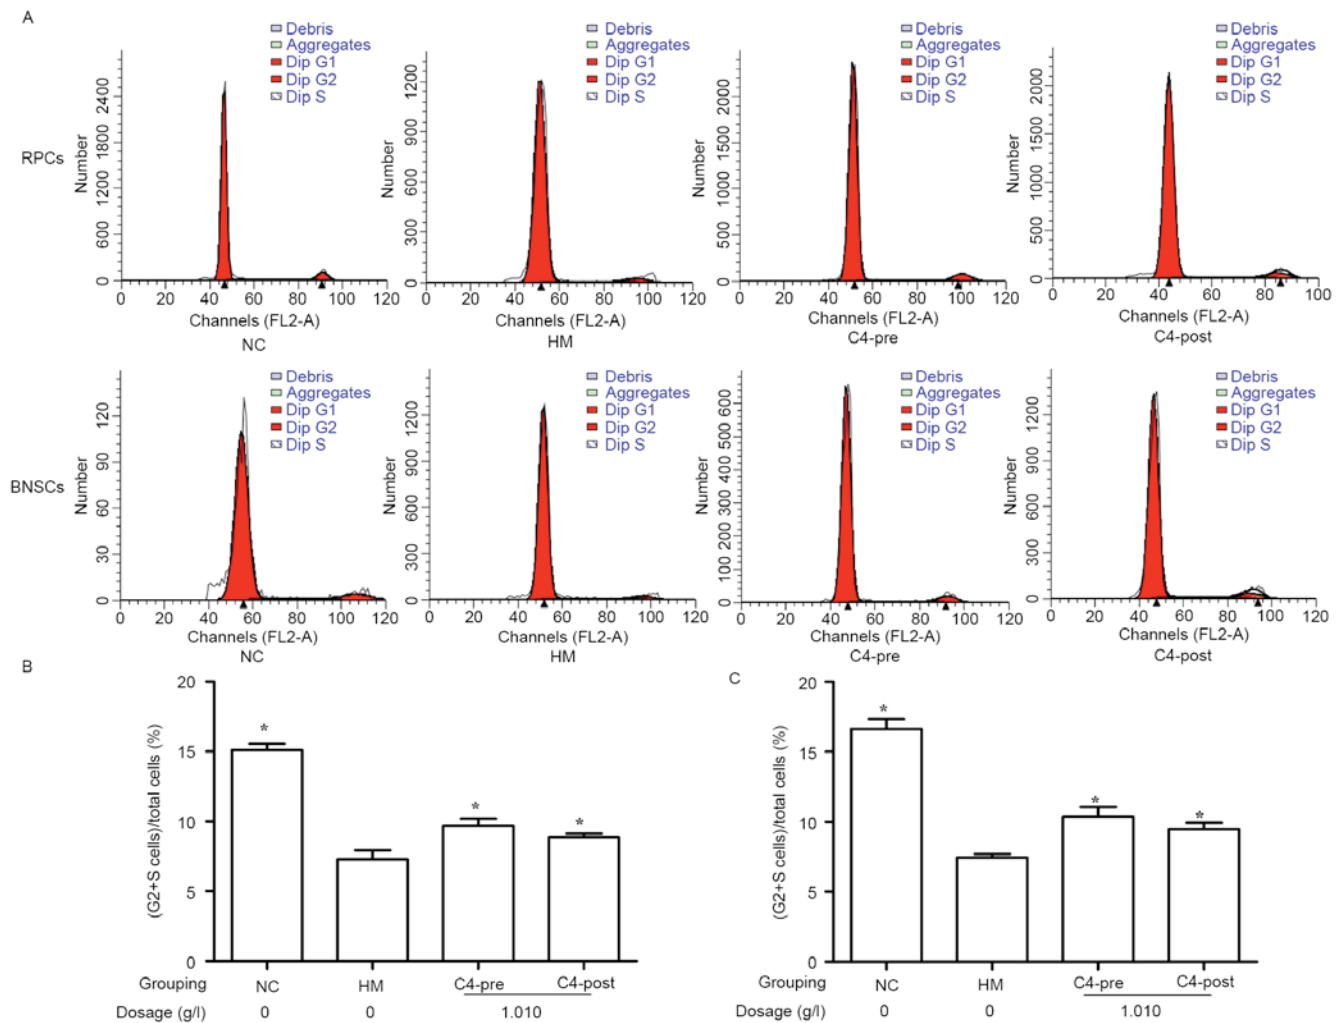 A
Debris
Aggregates
Dip G1
Dip G2
Dip S
RPCs
Number
2400
1800
1200
600
0
0 20 40 60 80 100 120
Channels (FL2-A)
NC
Debris
Aggregates
Dip G1
Dip G2
Dip S
Number
1200
900
600
300
0
0 20 40 60 80 100 120
Channels (FL2-A)
HM
Debris
Aggregates
Dip G1
Dip G2
Dip S
Number
2000
1500
1000
500
0
0 20 40 60 80 100 120
Channels (FL2-A)
C4-pre
Debris
Aggregates
Dip G1
Dip G2
Dip S
Number
2000
1500
1000
500
0
0 20 40 60 80 100
Channels (FL2-A)
C4-post
BNSCs
Debris
Aggregates
Dip G1
Dip G2
Dip S
Number
120
90
60
30
0
0 20 40 60 80 100 120
Channels (FL2-A)
NC
Debris
Aggregates
Dip G1
Dip G2
Dip S
Number
1200
900
600
300
0
0 20 40 60 80 100 120
Channels (FL2-A)
HM
Debris
Aggregates
Dip G1
Dip G2
Dip S
Number
600
500
400
300
200
100
0
0 20 40 60 80 100 120
Channels (FL2-A)
C4-pre
Debris
Aggregates
Dip G1
Dip G2
Dip S
Number
1200
900
600
300
0
0 20 40 60 80 100 120
Channels (FL2-A)
C4-post
B
(G2+S cells)/total cells (%)
20
15
10
5
0
* * *
Grouping NC HM C4-pre C4-post
Dosage (g/l) 0 0 1.010
C
(G2+S cells)/total cells (%)
20
15
10
5
0
* * *
Grouping NC HM C4-pre C4-post
Dosage (g/l) 0 0 1.010